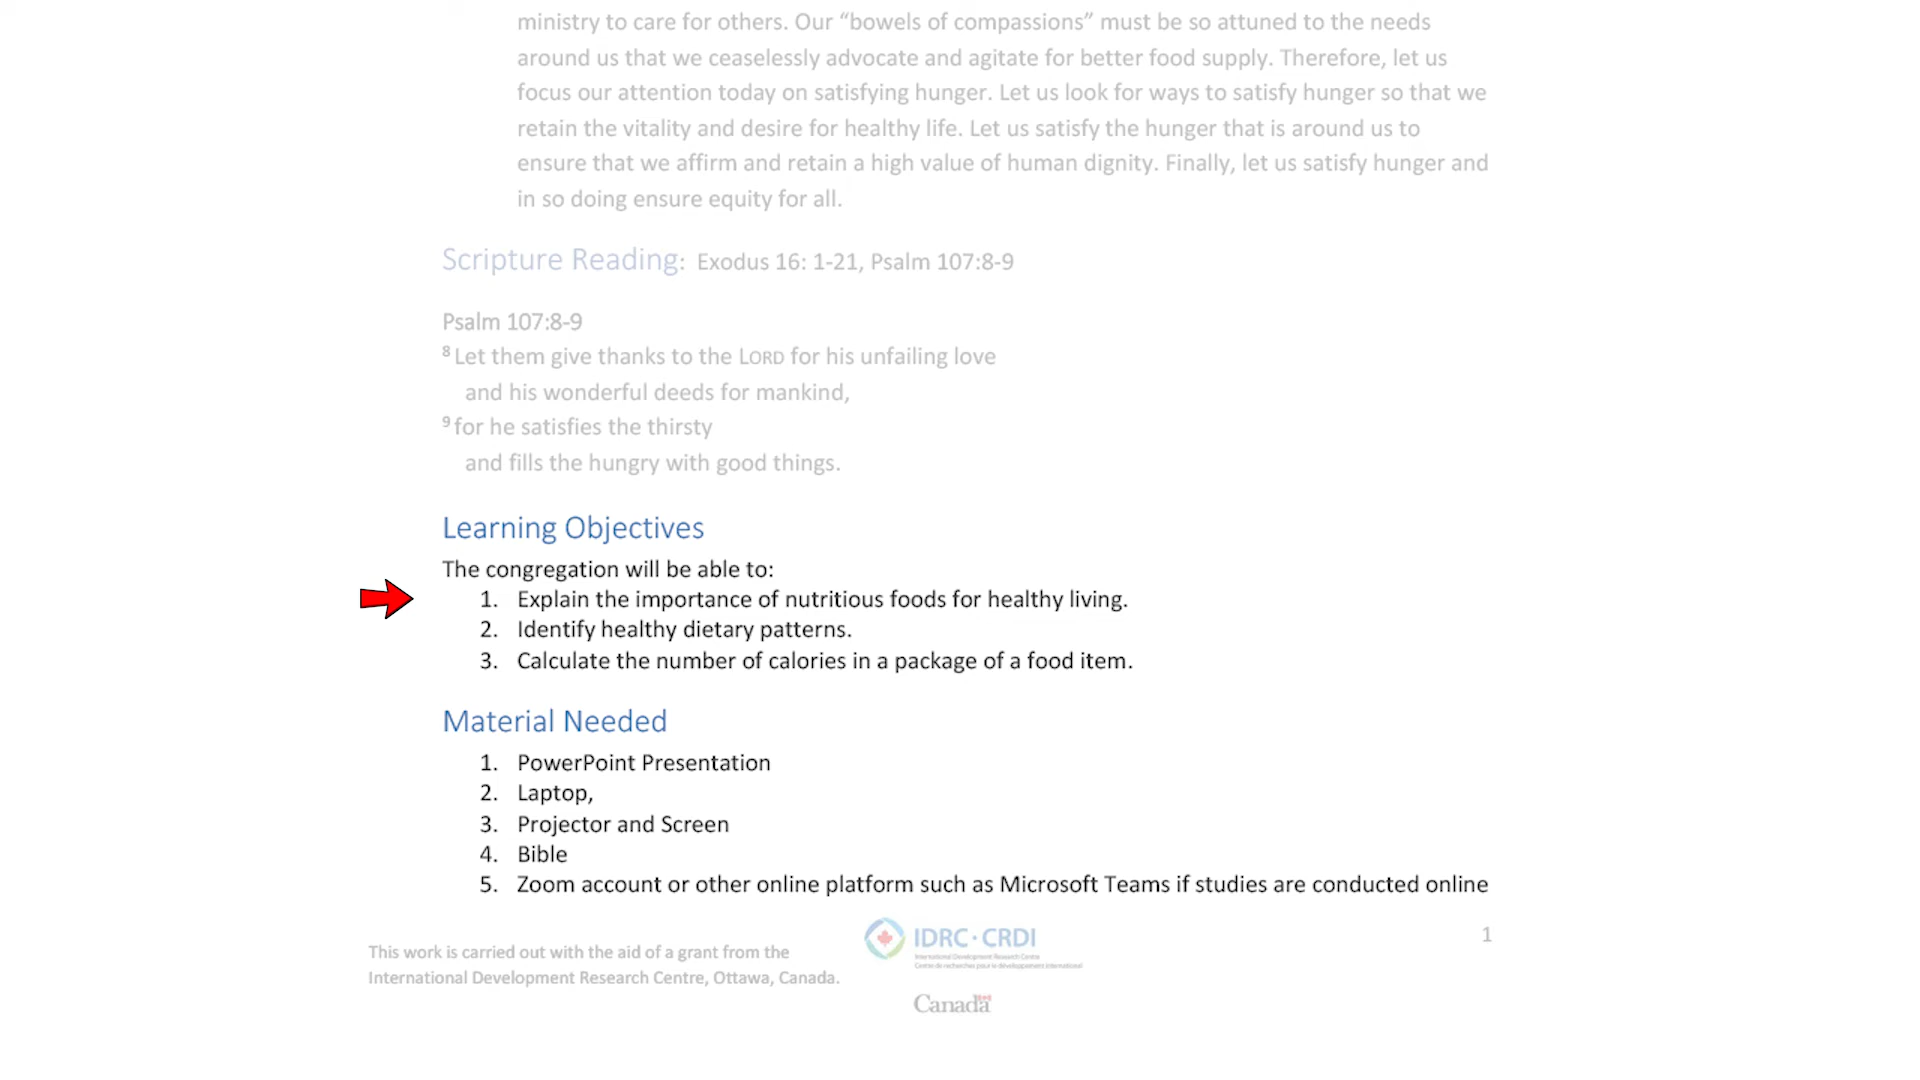 ministry to care for others. Our “bowels of compassions” must be so attuned to the needs
around us that we ceaselessly advocate and agitate for better food supply. Therefore, let us
focus our attention today on satisfying hunger. Let us look for ways to satisfy hunger so that we
retain the vitality and desire for healthy life. Let us satisfy the hunger that is around us to
ensure that we affirm and retain a high value of human dignity. Finally, let us satisfy hunger and
in so doing ensure equity for all.
Scripture Reading: Exodus 16: 1-21, Psalm 107:8-9
Psalm 107:8-9
8 Let them give thanks to the LORD for his unfailing love
and his wonderful deeds for mankind,
9 for he satisfies the thirsty
and fills the hungry with good things.
Learning Objectives
The congregation will be able to:
1. Explain the importance of nutritious foods for healthy living.
2. Identify healthy dietary patterns.
3. Calculate the number of calories in a package of a food item.
Material Needed
1. PowerPoint Presentation
2. Laptop,
3. Projector and Screen
4. Bible
5. Zoom account or other online platform such as Microsoft Teams if studies are conducted online
1
This work is carried out with the aid of a grant from the
International Development Research Centre, Ottawa, Canada.
IDRC · CRDI
International Development Research Centre
Centre de recherches pour le développement international
Canada